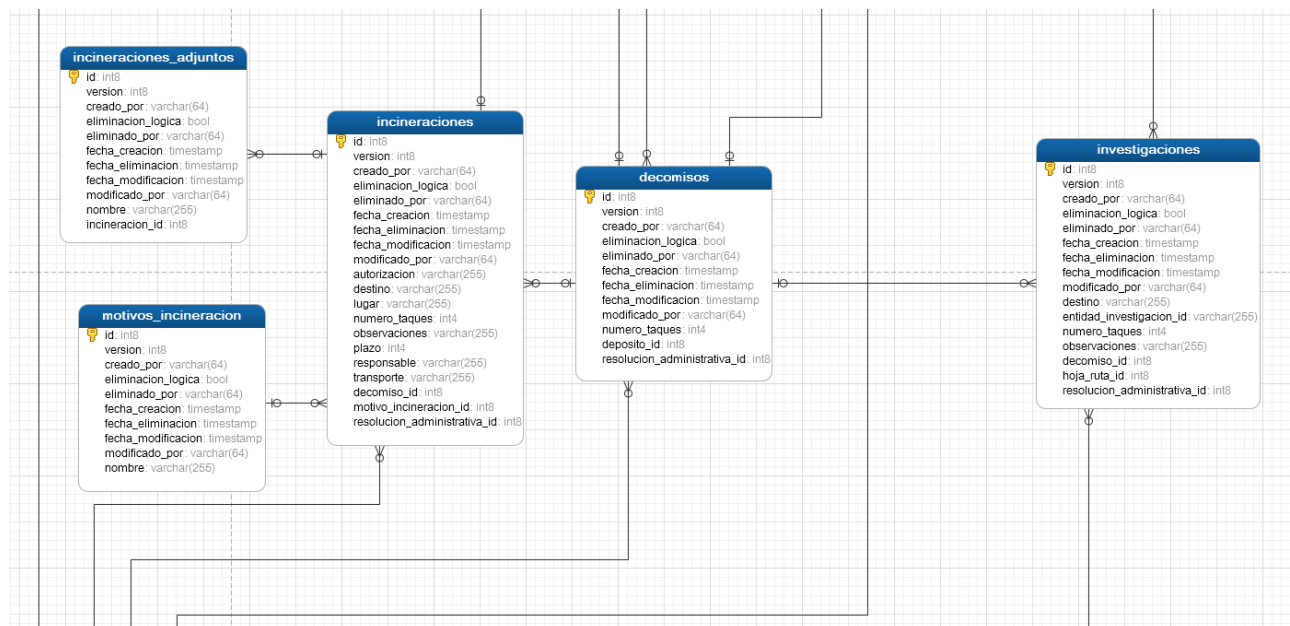 incineraciones_adjuntos
id: int8
version: int8
creado_por: varchar(64)
eliminacion_logica: bool
eliminado_por: varchar(64)
fecha_creacion: timestamp
fecha_eliminacion: timestamp
fecha_modificacion: timestamp
modificado_por: varchar(64)
nombre: varchar(255)
incineracion_id: int8
motivos_incineracion
id: int8
version: int8
creado_por: varchar(64)
eliminacion_logica: bool
eliminado_por: varchar(64)
fecha_creacion: timestamp
fecha_eliminacion: timestamp
fecha_modificacion: timestamp
modificado_por: varchar(64)
nombre: varchar(255)
incineraciones
id: int8
version: int8
creado_por: varchar(64)
eliminacion_logica: bool
eliminado_por: varchar(64)
fecha_creacion: timestamp
fecha_eliminacion: timestamp
fecha_modificacion: timestamp
modificado_por: varchar(64)
autorizacion: varchar(255)
destino: varchar(255)
lugar: varchar(255)
numero_taques: int4
observaciones: varchar(255)
plazo: int4
responsable: varchar(255)
transporte: varchar(255)
decomiso_id: int8
motivo_incineracion_id: int8
resolucion_administrativa_id: int8
decomisos
id: int8
version: int8
creado_por: varchar(64)
eliminacion_logica: bool
eliminado_por: varchar(64)
fecha_creacion: timestamp
fecha_eliminacion: timestamp
fecha_modificacion: timestamp
modificado_por: varchar(64)
numero_taques: int4
deposito_id: int8
resolucion_administrativa_id: int8
investigaciones
id: int8
version: int8
creado_por: varchar(64)
eliminacion_logica: bool
eliminado_por: varchar(64)
fecha_creacion: timestamp
fecha_eliminacion: timestamp
fecha_modificacion: timestamp
modificado_por: varchar(64)
destino: varchar(255)
entidad_investigacion_id: varchar(255)
numero_taques: int4
observaciones: varchar(255)
decomiso_id: int8
hoja_ruta_id: int8
resolucion_administrativa_id: int8